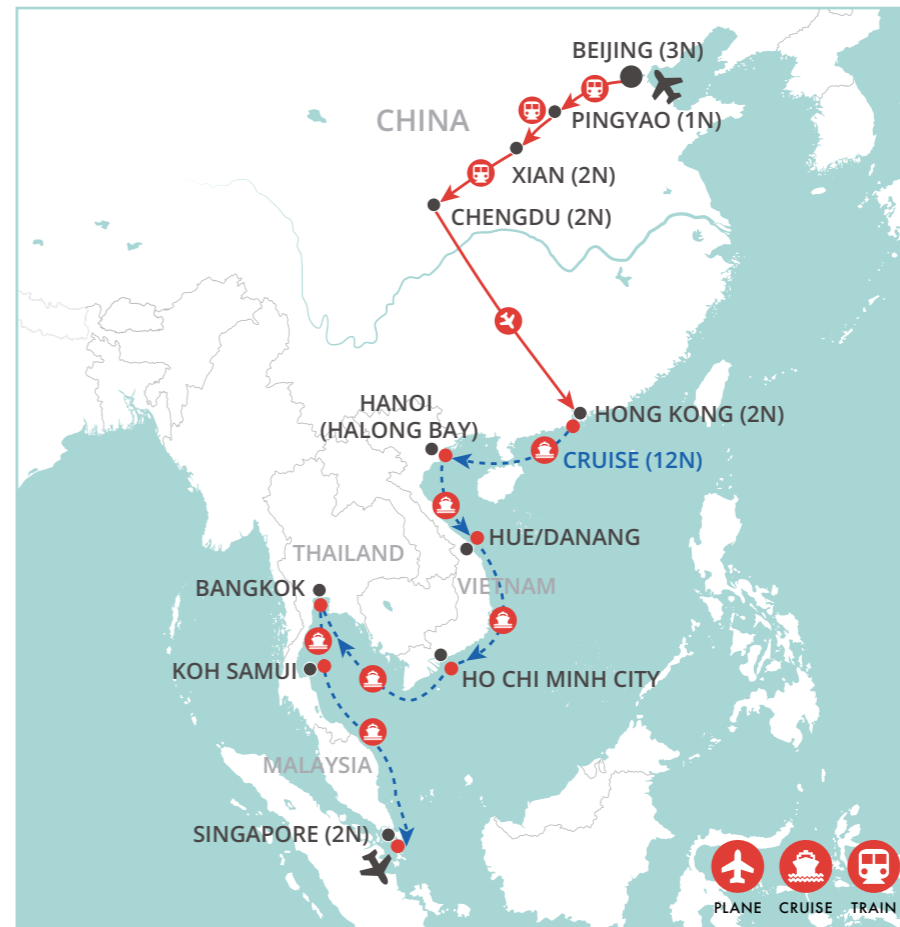 BEIJING (3N)
CHINA
PINGYAO (1N)
XIAN (2N)
CHENGDU (2N)
HANOI
(HALONG BAY)
HONG KONG (2N)
CRUISE (12N)
HUE/DANANG
THAILAND
VIETNAM
BANGKOK
KOH SAMUI
HO CHI MINH CITY
MALAYSIA
SINGAPORE (2N)
PLANE CRUISE TRAIN